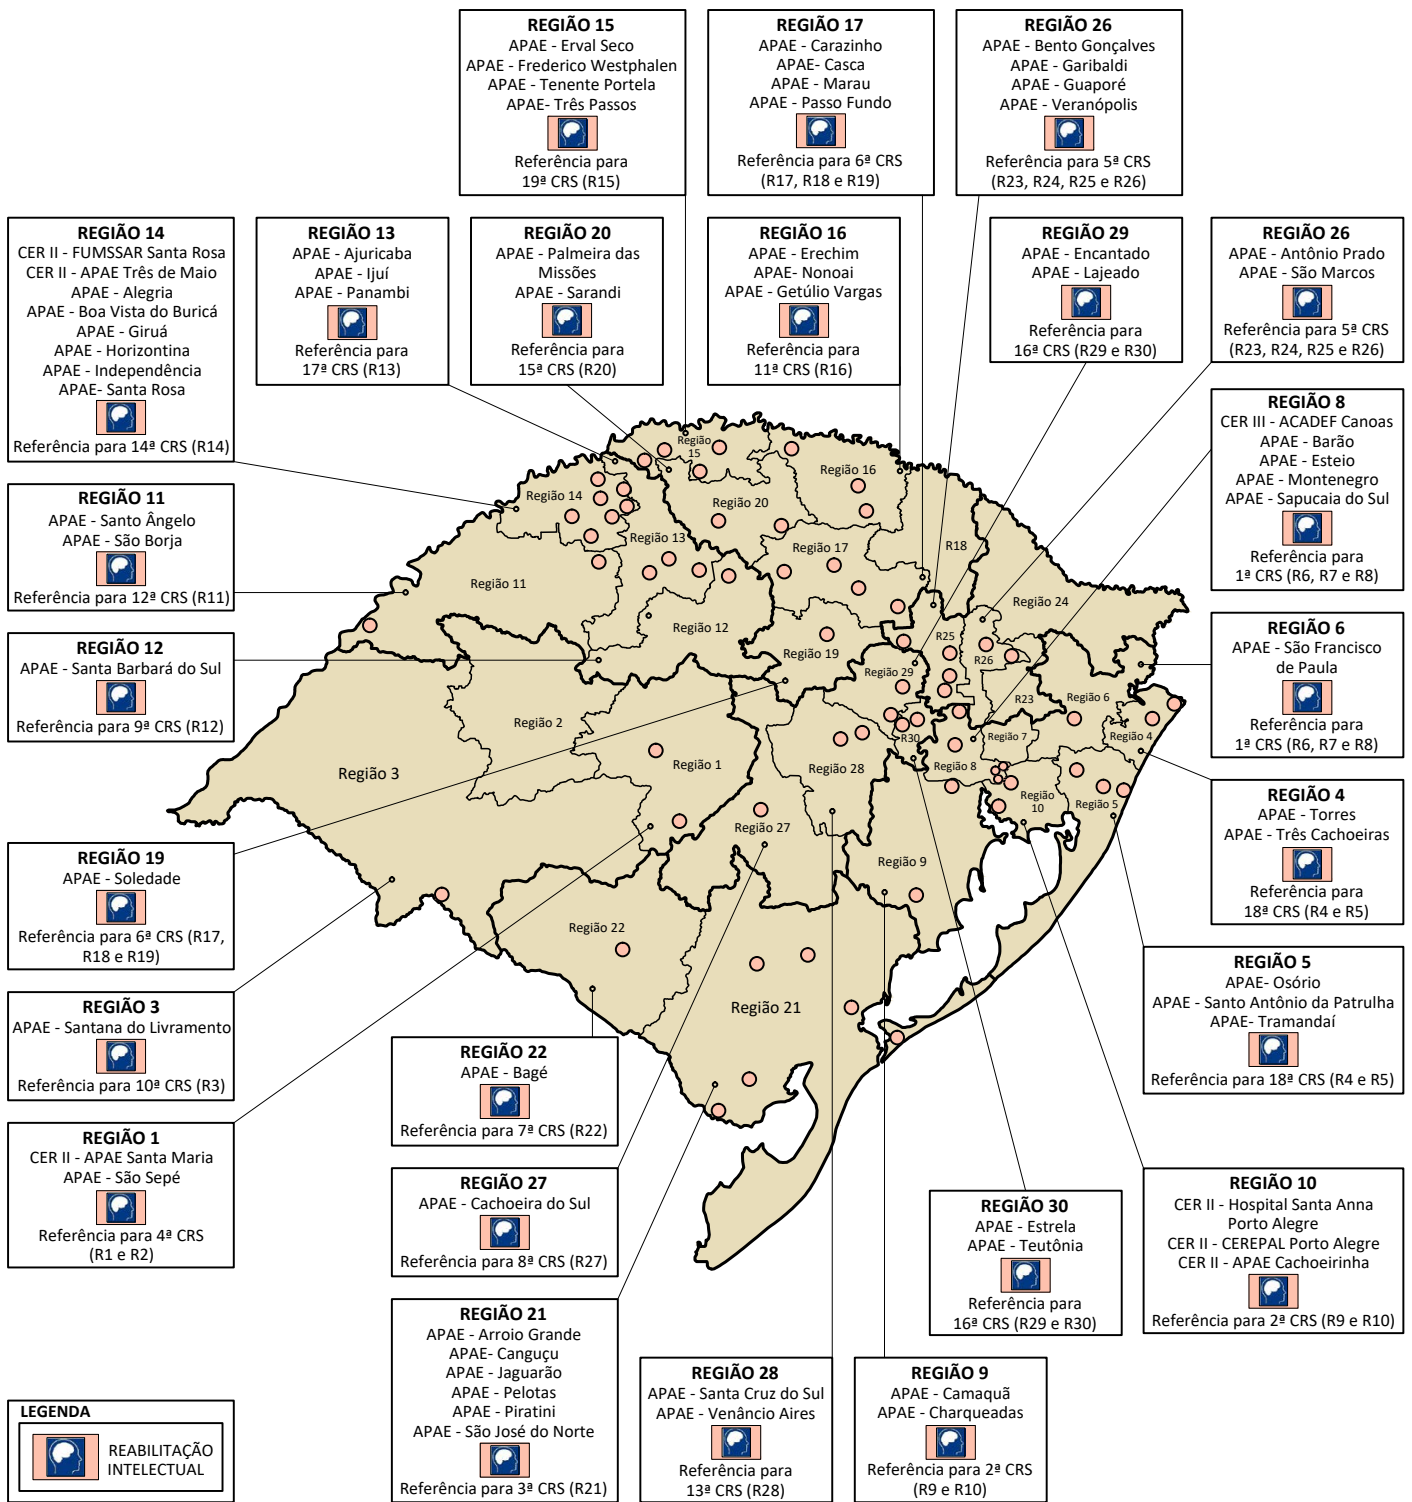 REGIÃO 15
APAE - Erval Seco
APAE - Frederico Westphalen
APAE - Tenente Portela
APAE- Três Passos
Referência para
19ª CRS (R15)
REGIÃO 17
APAE - Carazinho
APAE- Casca
APAE - Marau
APAE - Passo Fundo
Referência para 6ª CRS
(R17, R18 e R19)
REGIÃO 26
APAE - Bento Gonçalves
APAE - Garibaldi
APAE - Guaporé
APAE - Veranópolis
Referência para 5ª CRS
(R23, R24, R25 e R26)
REGIÃO 14
CER II - FUMSSAR Santa Rosa
CER II - APAE Três de Maio
APAE - Alegria
APAE - Boa Vista do Buricá
APAE - Giruá
APAE - Horizontina
APAE - Independência
APAE- Santa Rosa
Referência para 14ª CRS (R14)
REGIÃO 13
APAE - Ajuricaba
APAE - Ijuí
APAE - Panambi
Referência para
17ª CRS (R13)
REGIÃO 20
APAE - Palmeira das
Missões
APAE - Sarandi
Referência para
15ª CRS (R20)
REGIÃO 16
APAE - Erechim
APAE- Nonoai
APAE - Getúlio Vargas
Referência para
11ª CRS (R16)
REGIÃO 29
APAE - Encantado
APAE - Lajeado
Referência para
16ª CRS (R29 e R30)
REGIÃO 26
APAE - Antônio Prado
APAE - São Marcos
Referência para 5ª CRS
(R23, R24, R25 e R26)
REGIÃO 8
CER III - ACADEF Canoas
APAE - Barão
APAE - Esteio
APAE - Montenegro
APAE - Sapucaia do Sul
Referência para
1ª CRS (R6, R7 e R8)
REGIÃO 11
APAE - Santo Ângelo
APAE - São Borja
Referência para 12ª CRS (R11)
REGIÃO 12
APAE - Santa Barbará do Sul
Referência para 9ª CRS (R12)
REGIÃO 6
APAE - São Francisco
de Paula
Referência para
1ª CRS (R6, R7 e R8)
REGIÃO 4
APAE - Torres
APAE - Três Cachoeiras
Referência para
18ª CRS (R4 e R5)
REGIÃO 19
APAE - Soledade
Referência para 6ª CRS (R17,
R18 e R19)
REGIÃO 3
APAE - Santana do Livramento
Referência para 10ª CRS (R3)
REGIÃO 5
APAE- Osório
APAE - Santo Antônio da Patrulha
APAE- Tramandaí
Referência para 18ª CRS (R4 e R5)
REGIÃO 1
CER II - APAE Santa Maria
APAE - São Sepé
Referência para 4ª CRS
(R1 e R2)
REGIÃO 22
APAE - Bagé
Referência para 7ª CRS (R22)
REGIÃO 27
APAE - Cachoeira do Sul
Referência para 8ª CRS (R27)
REGIÃO 30
APAE - Estrela
APAE - Teutônia
Referência para
16ª CRS (R29 e R30)
REGIÃO 10
CER II - Hospital Santa Anna
Porto Alegre
CER II - CEREPAL Porto Alegre
CER II - APAE Cachoeirinha
Referência para 2ª CRS (R9 e R10)
REGIÃO 21
APAE - Arroio Grande
APAE- Canguçu
APAE - Jaguarão
APAE - Pelotas
APAE - Piratini
APAE - São José do Norte
Referência para 3ª CRS (R21)
REGIÃO 28
APAE - Santa Cruz do Sul
APAE - Venâncio Aires
Referência para
13ª CRS (R28)
REGIÃO 9
APAE - Camaquã
APAE - Charqueadas
Referência para 2ª CRS
(R9 e R10)
Região
15
Região 16
Região 14
Região 20
Região 13
Região 17
R18
Região 11
Região 24
Região 12
R25
Região 19
R26
Região 29
R23
Região 6
Região 2
Região 4
R30
Região 7
Região 1
Região 3
Região 28
Região 8
Região
10
Região 5
Região 27
Região 9
Região 22
Região 21
LEGENDA
REABILITAÇÃO
INTELECTUAL